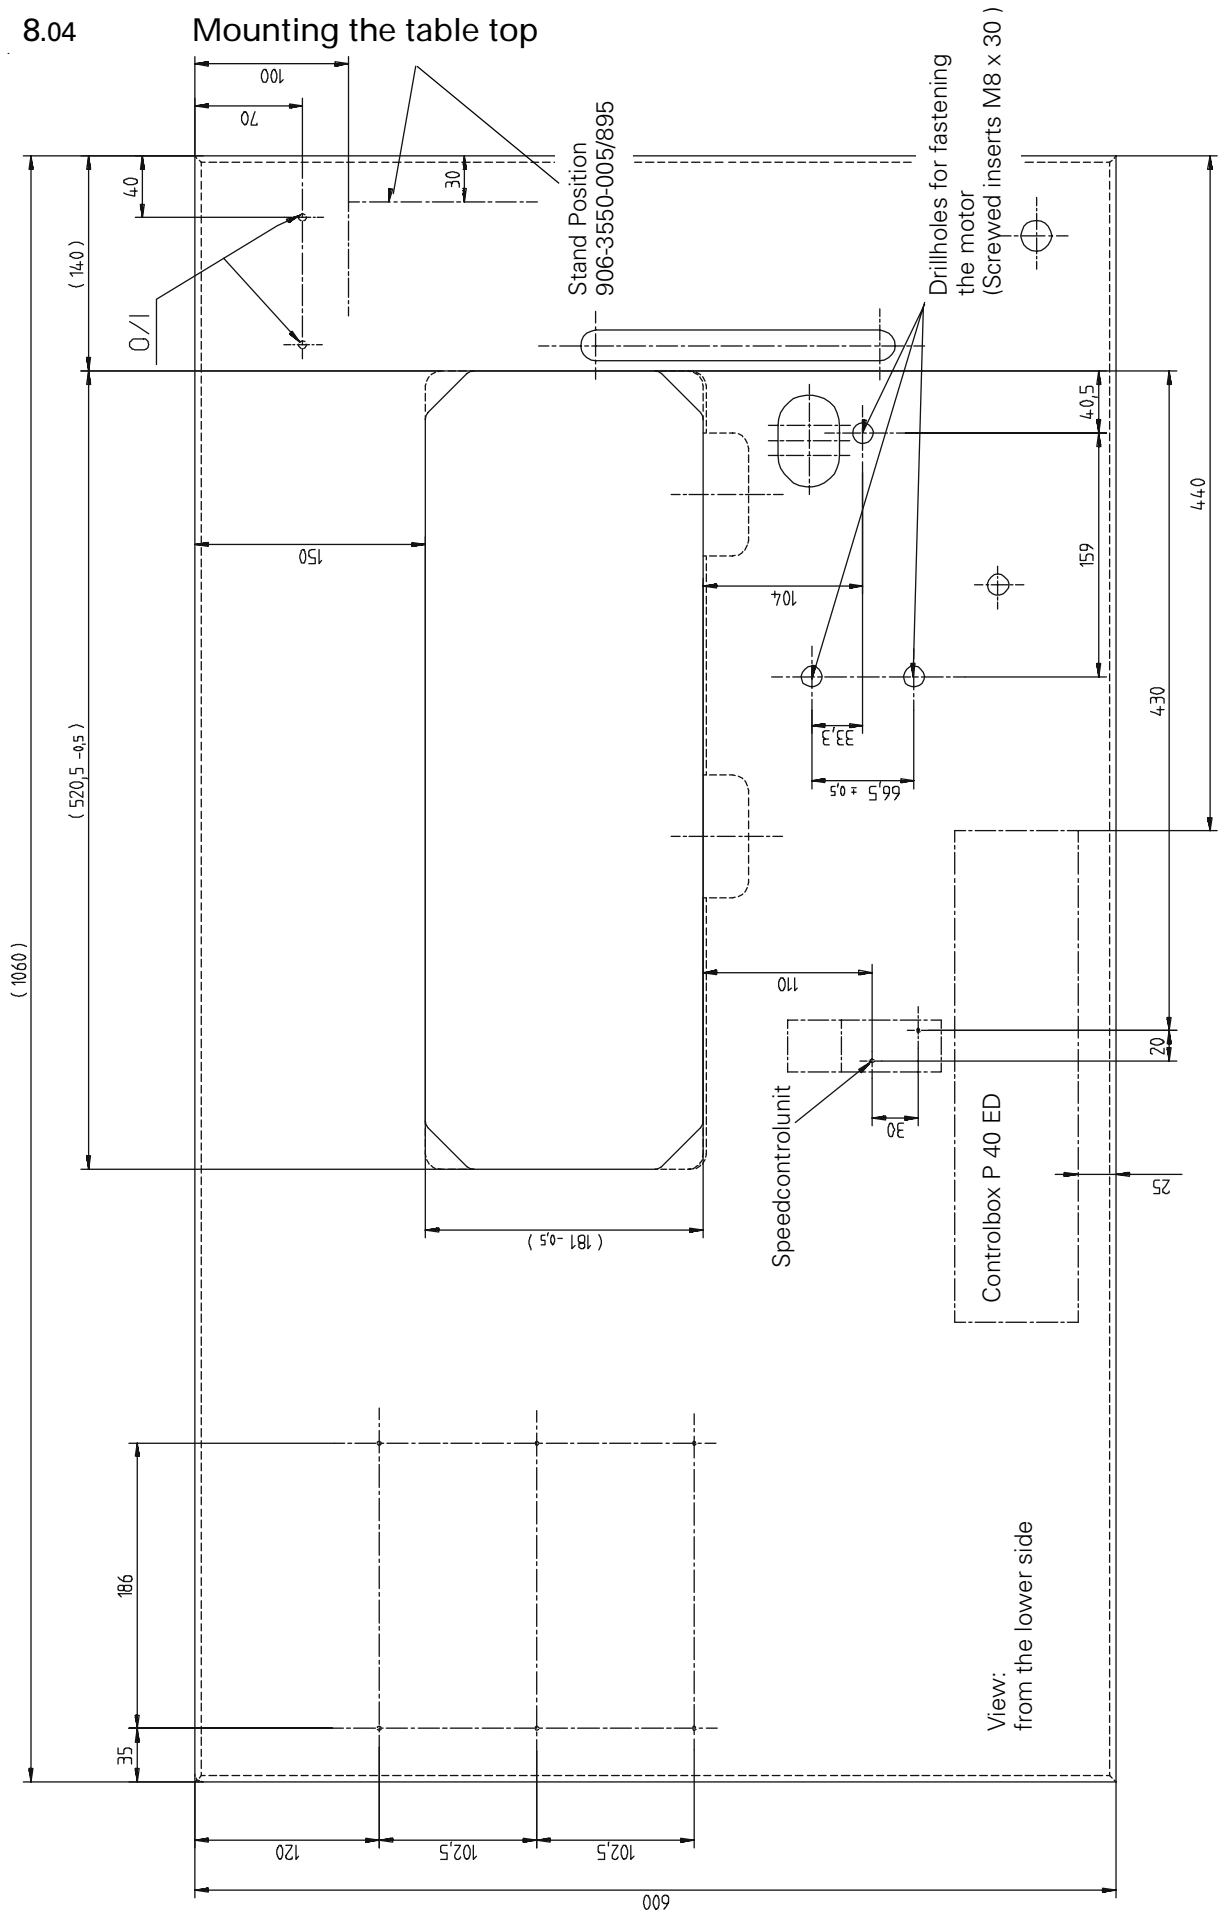 8.04 Mounting the table top
100
70
40
30
( 140 )
O/I
Stand Position
906-3550-005/895
Drillholes for fastening
the motor
(Screwed inserts M8 x 30 )
40,5
440
150
104
159
( 520,5 -0,5 )
33,3
66,5 ± 0,5
430
( 1060 )
110
20
Speedcontrolunit
30
Controlbox P 40 ED
25
( 181 -0,5 )
186
View:
from the lower side
35
120
102,5
102,5
600